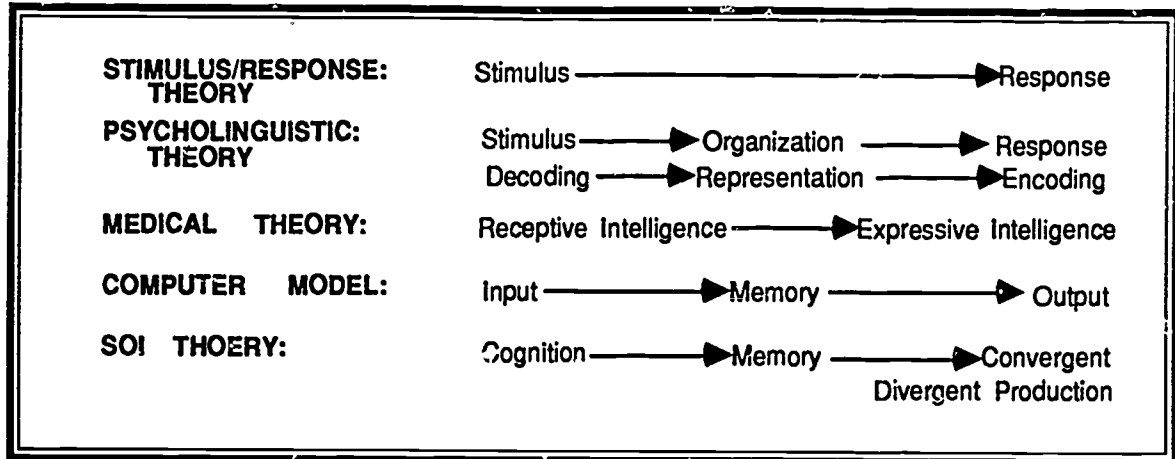 STIMULUS/RESPONSE: Stimulus Response
THEORY
PSYCHOLINGUISTIC: Stimulus Organization Response
THEORY
Decoding Representation Encoding
MEDICAL THEORY: Receptive Intelligence Expressive Intelligence
COMPUTER MODEL: Input Memory Output
SOI THOERY: Cognition Memory Convergent
Divergent Production